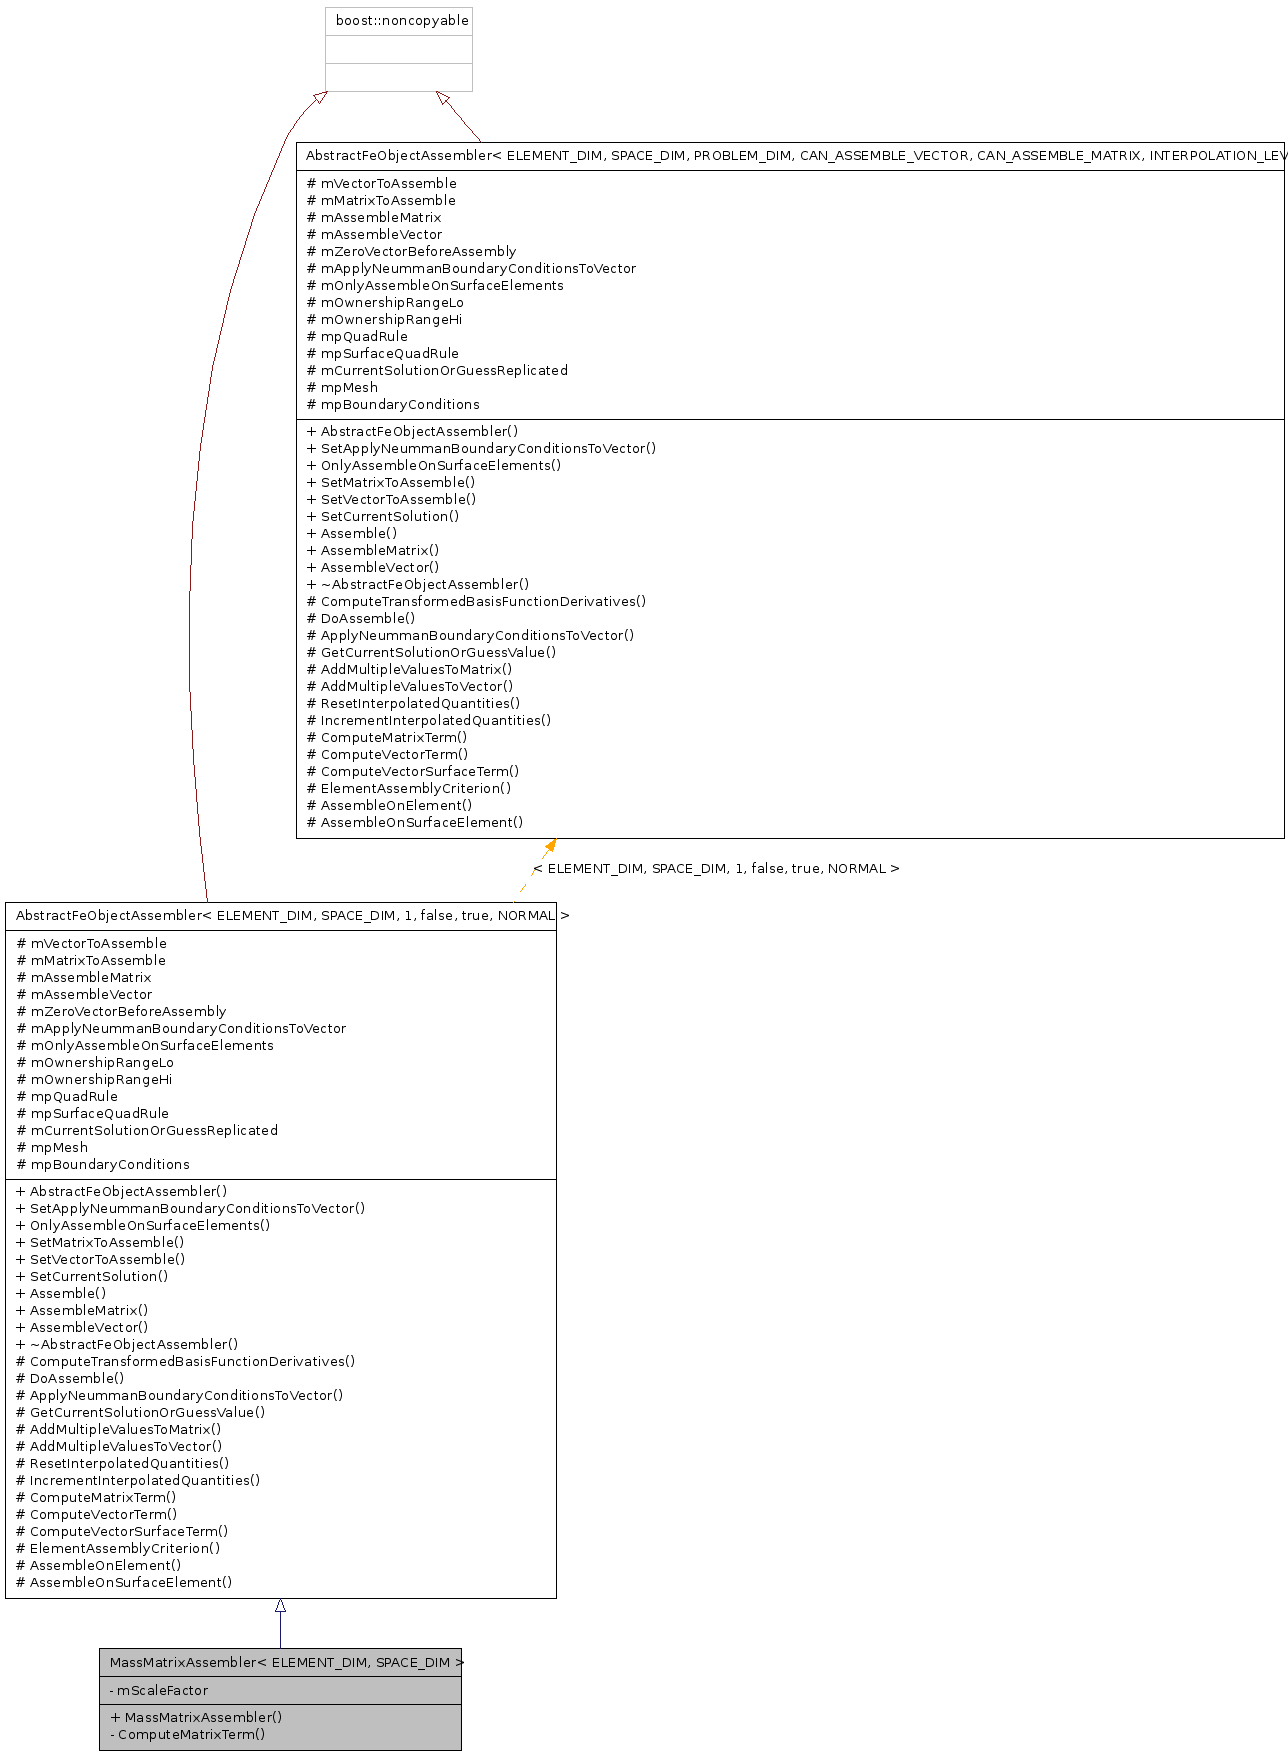 boost::noncopyable
AbstractFeObjectAssembler< ELEMENT_DIM, SPACE_DIM, PROBLEM_DIM, CAN_ASSEMBLE_VECTOR, CAN_ASSEMBLE_MATRIX, INTERPOLATION_LEV
# mVectorToAssemble
# mMatrixToAssemble
# mAssembleMatrix
# mAssembleVector
# mZeroVectorBeforeAssembly
# mApplyNeummanBoundaryConditionsToVector
# mOnlyAssembleOnSurfaceElements
# mOwnershipRangeLo
# mOwnershipRangeHi
# mpQuadRule
# mpSurfaceQuadRule
# mCurrentSolutionOrGuessReplicated
# mpMesh
# mpBoundaryConditions
+ AbstractFeObjectAssembler()
+ SetApplyNeummanBoundaryConditionsToVector()
+ OnlyAssembleOnSurfaceElements()
+ SetMatrixToAssemble()
+ SetVectorToAssemble()
+ SetCurrentSolution()
+ Assemble()
+ AssembleMatrix()
+ AssembleVector()
+ ~AbstractFeObjectAssembler()
# ComputeTransformedBasisFunctionDerivatives()
# DoAssemble()
# ApplyNeummanBoundaryConditionsToVector()
# GetCurrentSolutionOrGuessValue()
# AddMultipleValuesToMatrix()
# AddMultipleValuesToVector()
# ResetInterpolatedQuantities()
# IncrementInterpolatedQuantities()
# ComputeMatrixTerm()
# ComputeVectorTerm()
# ComputeVectorSurfaceTerm()
# ElementAssemblyCriterion()
# AssembleOnElement()
# AssembleOnSurfaceElement()
< ELEMENT_DIM, SPACE_DIM, 1, false, true, NORMAL >
AbstractFeObjectAssembler< ELEMENT_DIM, SPACE_DIM, 1, false, true, NORMAL >
# mVectorToAssemble
# mMatrixToAssemble
# mAssembleMatrix
# mAssembleVector
# mZeroVectorBeforeAssembly
# mApplyNeummanBoundaryConditionsToVector
# mOnlyAssembleOnSurfaceElements
# mOwnershipRangeLo
# mOwnershipRangeHi
# mpQuadRule
# mpSurfaceQuadRule
# mCurrentSolutionOrGuessReplicated
# mpMesh
# mpBoundaryConditions
+ AbstractFeObjectAssembler()
+ SetApplyNeummanBoundaryConditionsToVector()
+ OnlyAssembleOnSurfaceElements()
+ SetMatrixToAssemble()
+ SetVectorToAssemble()
+ SetCurrentSolution()
+ Assemble()
+ AssembleMatrix()
+ AssembleVector()
+ ~AbstractFeObjectAssembler()
# ComputeTransformedBasisFunctionDerivatives()
# DoAssemble()
# ApplyNeummanBoundaryConditionsToVector()
# GetCurrentSolutionOrGuessValue()
# AddMultipleValuesToMatrix()
# AddMultipleValuesToVector()
# ResetInterpolatedQuantities()
# IncrementInterpolatedQuantities()
# ComputeMatrixTerm()
# ComputeVectorTerm()
# ComputeVectorSurfaceTerm()
# ElementAssemblyCriterion()
# AssembleOnElement()
# AssembleOnSurfaceElement()
MassMatrixAssembler< ELEMENT_DIM, SPACE_DIM >
- mScaleFactor
+ MassMatrixAssembler()
- ComputeMatrixTerm()